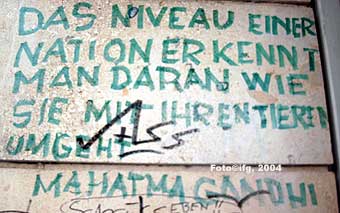 DAS NIVEAU EINER
NATION ERKENNT
MAN DARAN WIE
SIE MIT IHREN TIEREN
UMGEHT
Foto©ifg, 2004
MAHATMA GANDHI